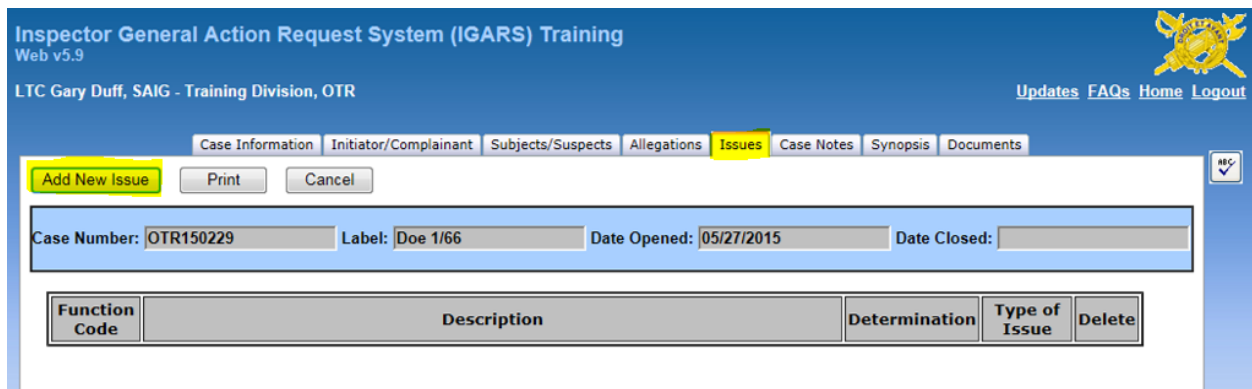 Inspector General Action Request System (IGARS) Training
Web v5.9
LTC Gary Duff, SAIG - Training Division, OTR
Updates FAQs Home Logout
Case Information Initiator/Complainant Subjects/Suspects Allegations Issues Case Notes Synopsis Documents
Add New Issue Print Cancel
ABC
Case Number: OTR150229 Label: Doe 1/66 Date Opened: 05/27/2015 Date Closed:
Function Code Description Determination Type of Issue Delete